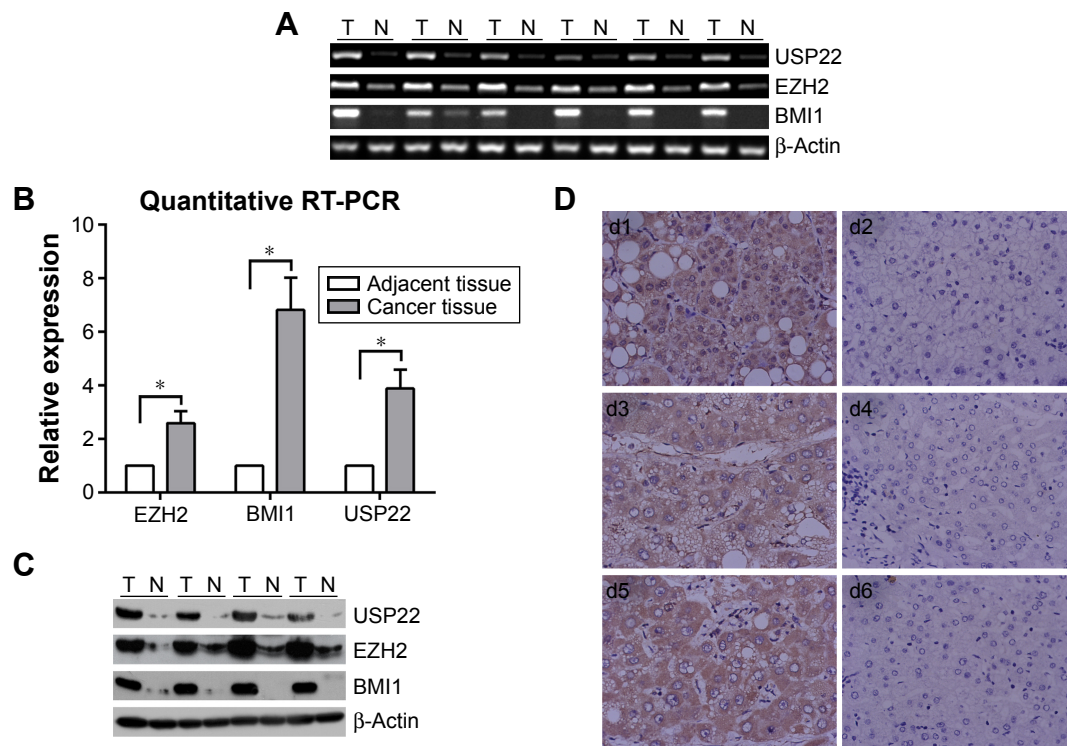 A
T N T N T N T N T N T N
USP22
EZH2
BMI1
β-Actin
B
Quantitative RT-PCR
Relative expression
10
8
6
4
2
0
* * *
Adjacent tissue
Cancer tissue
EZH2 BMI1 USP22
C
T N T N T N T N
USP22
EZH2
BMI1
β-Actin
D
d1 d2
d3 d4
d5 d6